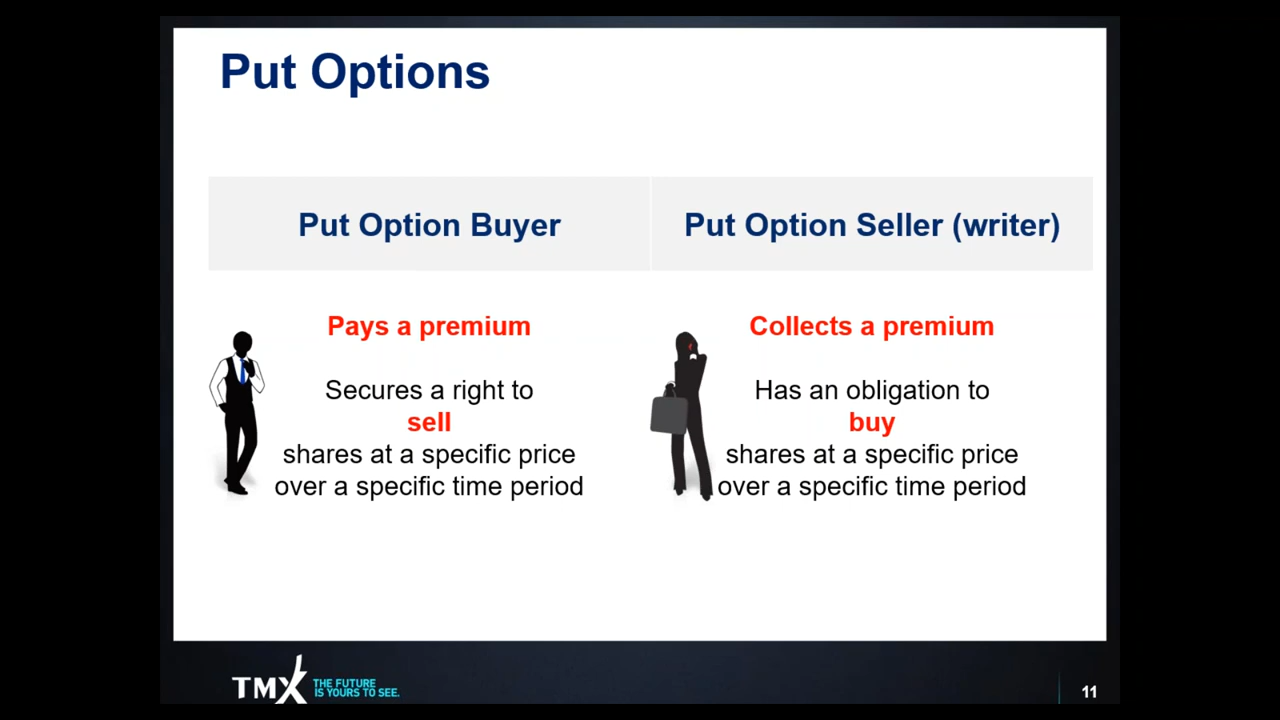 Put Options
Put Option Buyer
Put Option Seller (writer)
Pays a premium
Secures a right to
sell
shares at a specific price
over a specific time period
Collects a premium
Has an obligation to
buy
shares at a specific price
over a specific time period
TMX
THE FUTURE
IS YOURS TO SEE.
11